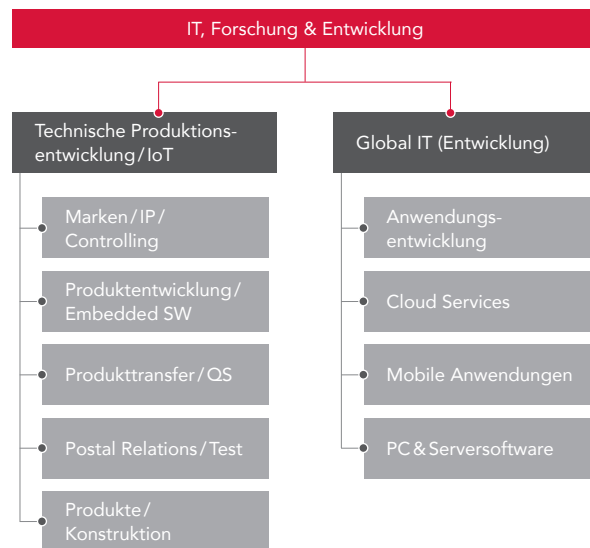 IT, Forschung & Entwicklung
Technische Produktions-
entwicklung / IoT
Marken / IP /
Controlling
Produktentwicklung /
Embedded SW
Produkttransfer / QS
Postal Relations / Test
Produkte /
Konstruktion
Global IT (Entwicklung)
Anwendungs-
entwicklung
Cloud Services
Mobile Anwendungen
PC & Serversoftware